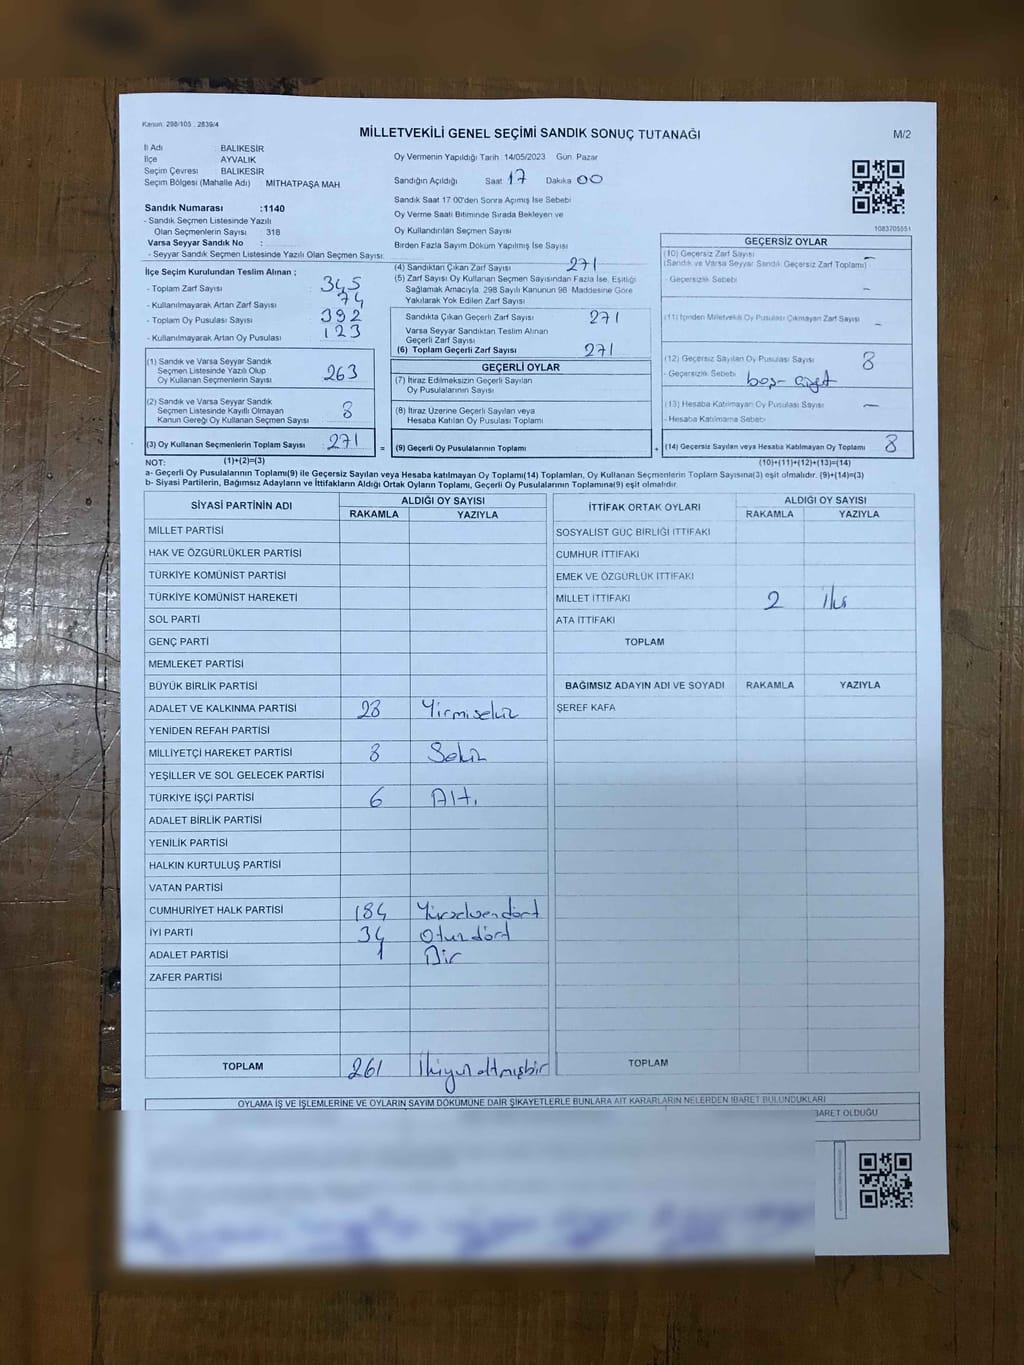 Kanun: 298/105 . 2839/4
MİLLETVEKİLİ GENEL SEÇİMİ SANDIK SONUÇ TUTANAĞI
M/2
İl Adı : BALIKESİR
İlçe : AYVALIK
Seçim Çevresi : BALIKESİR
Seçim Bölgesi (Mahalle Adı) : MİTHATPAŞA MAH
Oy Vermenin Yapıldığı Tarih : 14/05/2023 Gün : Pazar
Sandığın Açıldığı Saat 17 Dakika 00
Sandık Saat 17:00'den Sonra Açımış İse Sebebi
Oy Verme Saati Bitiminde Sırada Bekleyen ve
Oy Kullandırılan Seçmen Sayısı
Birden Fazla Sayım Döküm Yapılmış İse Sayısı
1083705551
Sandık Numarası :1140
- Sandık Seçmen Listesinde Yazılı
Olan Seçmenlerin Sayısı : 318
Varsa Seyyar Sandık No :
- Seyyar Sandık Seçmen Listesinde Yazılı Olan Seçmen Sayısı:
İlçe Seçim Kurulundan Teslim Alınan ;
- Toplam Zarf Sayısı : 345
- Kullanılmayarak Artan Zarf Sayısı : 74
- Toplam Oy Pusulası Sayısı : 392
- Kullanılmayarak Artan Oy Pusulası : 123
(1) Sandık ve Varsa Seyyar Sandık
Seçmen Listesinde Yazılı Olup
Oy Kullanan Seçmenlerin Sayısı : 263
(2) Sandık ve Varsa Seyyar Sandık
Seçmen Listesinde Kayıtlı Olmayan
Kanun Gereği Oy Kullanan Seçmen Sayısı : 8
(3) Oy Kullanan Seçmenlerin Toplam Sayısı : 271 =
(4) Sandıktan Çıkan Zarf Sayısı 271
(5) Zarf Sayısı Oy Kullanan Seçmen Sayısından Fazla İse, Eşitliği
Sağlamak Amacıyla, 298 Sayılı Kanunun 98. Maddesine Göre
Yakılarak Yok Edilen Zarf Sayısı
Sandıkta Çıkan Geçerli Zarf Sayısı 271
Varsa Seyyar Sandıktan Teslim Alınan
Geçerli Zarf Sayısı
(6) Toplam Geçerli Zarf Sayısı 271
GEÇERLİ OYLAR
(7) İtiraz Edilmeksizin Geçerli Sayılan
Oy Pusulalarının Sayısı
(8) İtiraz Üzerine Geçerli Sayılan veya
Hesaba Katılan Oy Pusulası Toplamı
(9) Geçerli Oy Pusulalarının Toplamı +
GEÇERSİZ OYLAR
(10) Geçersiz Zarf Sayısı
(Sandık ve Varsa Seyyar Sandık Geçersiz Zarf Toplamı) -
- Geçersizlik Sebebi -
(11) İçinden Milletvekili Oy Pusulası Çıkmayan Zarf Sayısı -
(12) Geçersiz Sayılan Oy Pusulası Sayısı 8
- Geçersizlik Sebebi boş-
(13) Hesaba Katılmayan Oy Pusulası Sayısı -
- Hesaba Katılmama Sebebi
(14) Geçersiz Sayılan veya Hesaba Katılmayan Oy Toplamı 8
NOT: (1)+(2)=(3) (10)+(11)+(12)+(13)=(14)
a- Geçerli Oy Pusulalarının Toplamı(9) ile Geçersiz Sayılan veya Hesaba katılmayan Oy Toplamı(14) Toplamları, Oy Kullanan Seçmenlerin Toplam Sayısına(3) eşit olmalıdır. (9)+(14)=(3)
b- Siyasi Partilerin, Bağımsız Adayların ve İttifakların Aldığı Ortak Oyların Toplamı, Geçerli Oy Pusulalarının Toplamına(9) eşit olmalıdır.
SİYASİ PARTİNİN ADI ALDIĞI OY SAYISI
RAKAMLA YAZIYLA
MİLLET PARTİSİ
HAK VE ÖZGÜRLÜKLER PARTİSİ
TÜRKİYE KOMÜNİST PARTİSİ
TÜRKİYE KOMÜNİST HAREKETİ
SOL PARTİ
GENÇ PARTİ
MEMLEKET PARTİSİ
BÜYÜK BİRLİK PARTİSİ
ADALET VE KALKINMA PARTİSİ 28 Yirmisekiz
YENİDEN REFAH PARTİSİ
MİLLİYETÇİ HAREKET PARTİSİ 8 Sekiz
YEŞİLLER VE SOL GELECEK PARTİSİ
TÜRKİYE İŞÇİ PARTİSİ 6 Altı
ADALET BİRLİK PARTİSİ
YENİLİK PARTİSİ
HALKIN KURTULUŞ PARTİSİ
VATAN PARTİSİ
CUMHURİYET HALK PARTİSİ 184 Yüzseksendört
İYİ PARTİ 34 Otuzdört
ADALET PARTİSİ 1 Bir
ZAFER PARTİSİ
TOPLAM 261 İkiyüzaltmışbir
İTTİFAK ORTAK OYLARI ALDIĞI OY SAYISI
RAKAMLA YAZIYLA
SOSYALİST GÜÇ BİRLİĞİ İTTİFAKI
CUMHUR İTTİFAKI
EMEK VE ÖZGÜRLÜK İTTİFAKI
MİLLET İTTİFAKI 2 İki
ATA İTTİFAKI
TOPLAM
BAĞIMSIZ ADAYIN ADI VE SOYADI RAKAMLA YAZIYLA
ŞEREF KAFA
TOPLAM
OYLAMA İŞ VE İŞLEMLERİNE VE OYLARIN SAYIM DÖKÜMÜNE DAİR ŞİKAYETLERLE BUNLARA AİT KARARLARIN NELERDEN İBARET BULUNDUKLARI
BARET OLDUĞU